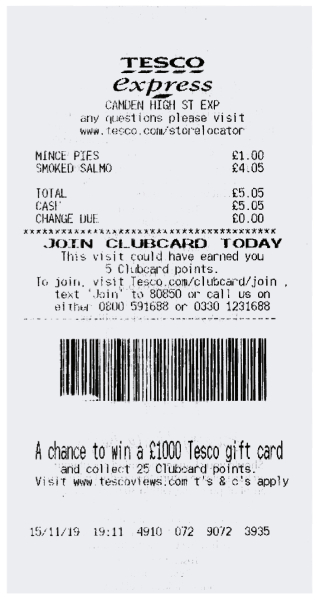 TESCO
express
CAMDEN HIGH ST EXP
any questions please visit
www.tesco.com/storelocator
MINCE PIES £1.00
SMOKED SALMO £4.05
TOTAL £5.05
CASH £5.05
CHANGE DUE £0.00
************************************
JOIN CLUBCARD TODAY
This visit could have earned you
5 Clubcard points.
To join, visit Tesco.com/clubcard/join ,
text 'Join' to 80850 or call us on
either 0800 591688 or 0330 1231688
A chance to win a £1000 Tesco gift card
and collect 25 Clubcard points.
Visit www.tescoviews.com t's & c's apply
15/11/19 19:11 4910 072 9072 3935